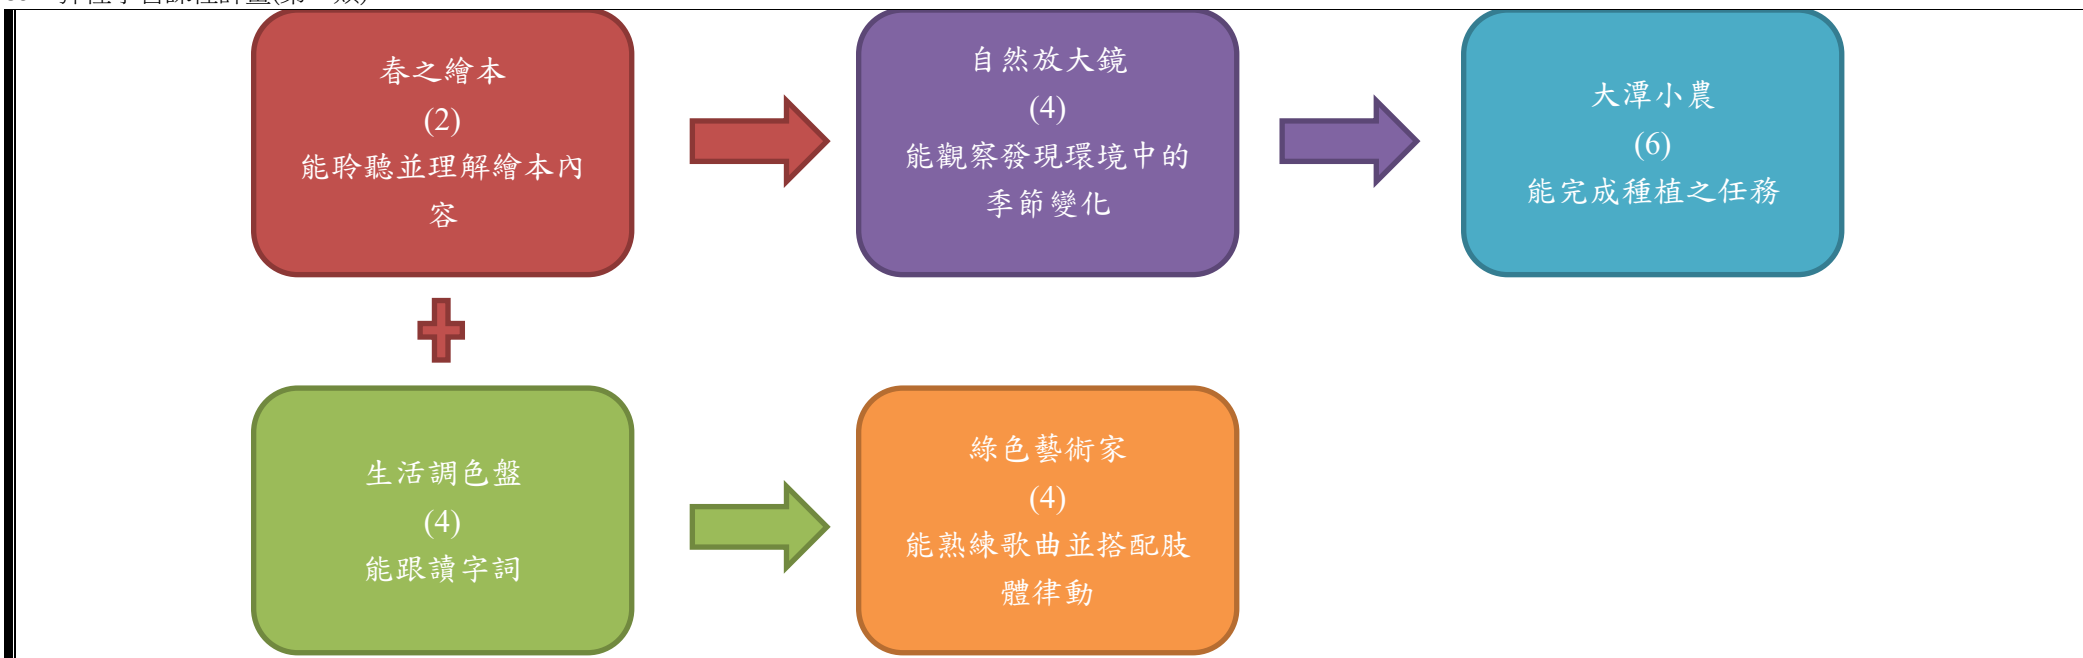 春之繪本
(2)
能聆聽並理解繪本內
容
自然放大鏡
(4)
能觀察發現環境中的
季節變化
大潭小農
(6)
能完成種植之任務
生活調色盤
(4)
能跟讀字詞
綠色藝術家
(4)
能熟練歌曲並搭配肢
體律動